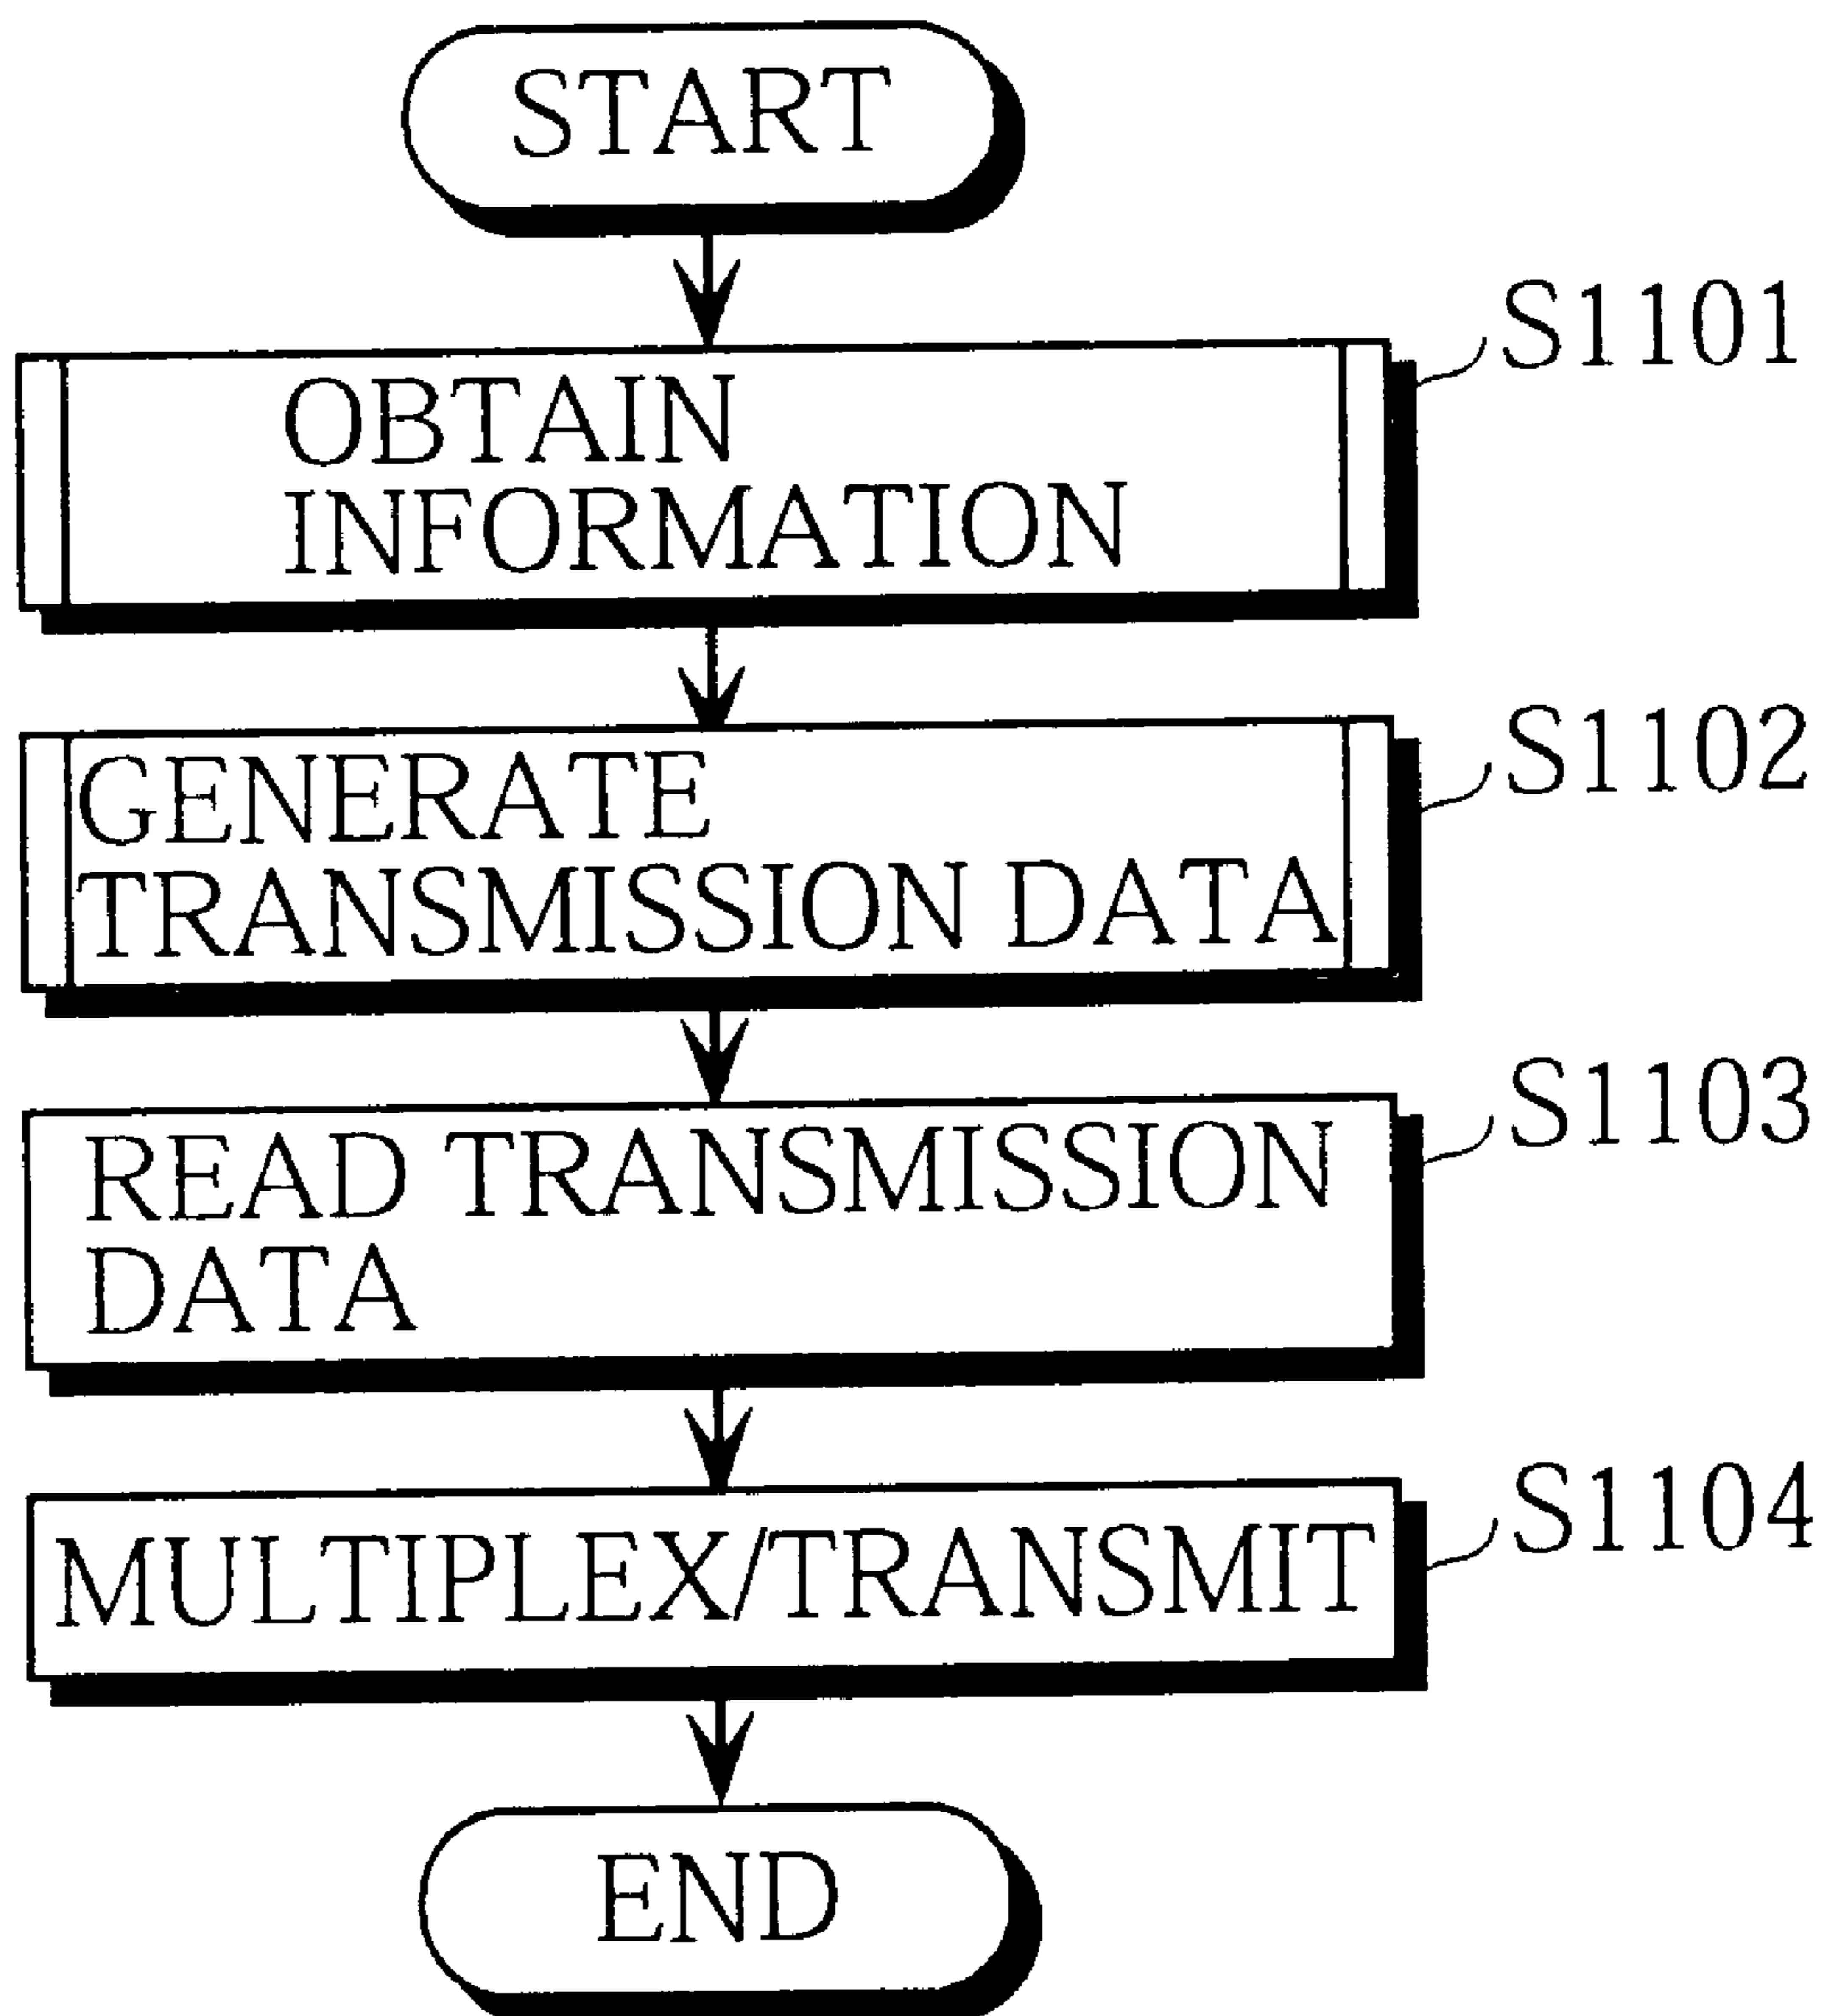 START
S1101
OBTAIN
INFORMATION
S1102
GENERATE
TRANSMISSION DATA
S1103
READ TRANSMISSION
DATA
S1104
MULTIPLEX/TRANSMIT
END